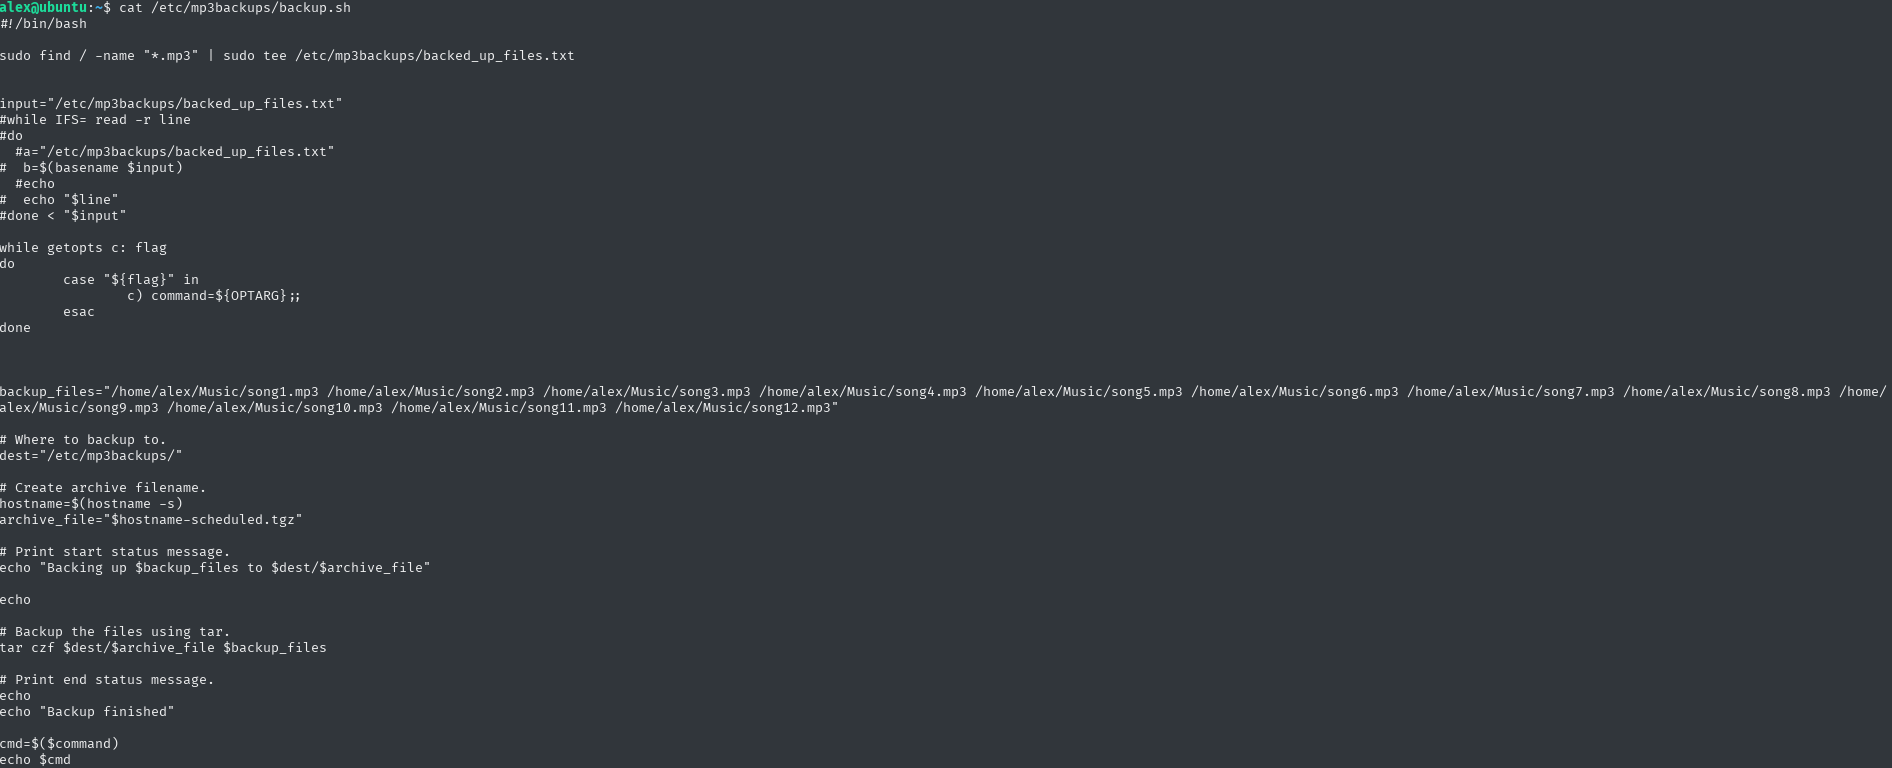 alex@ubuntu:~$ cat /etc/mp3backups/backup.sh
#!/bin/bash
sudo find / -name "*.mp3" | sudo tee /etc/mp3backups/backed_up_files.txt
input="/etc/mp3backups/backed_up_files.txt"
#while IFS= read -r line
#do
  #a="/etc/mp3backups/backed_up_files.txt"
#  b=$(basename $input)
  #echo
#  echo "$line"
#done < "$input"
while getopts c: flag
do
        case "${flag}" in
                c) command=${OPTARG};;
        esac
done
backup_files="/home/alex/Music/song1.mp3 /home/alex/Music/song2.mp3 /home/alex/Music/song3.mp3 /home/alex/Music/song4.mp3 /home/alex/Music/song5.mp3 /home/alex/Music/song6.mp3 /home/alex/Music/song7.mp3 /home/alex/Music/song8.mp3 /home/
alex/Music/song9.mp3 /home/alex/Music/song10.mp3 /home/alex/Music/song11.mp3 /home/alex/Music/song12.mp3"
# Where to backup to.
dest="/etc/mp3backups/"
# Create archive filename.
hostname=$(hostname -s)
archive_file="$hostname-scheduled.tgz"
# Print start status message.
echo "Backing up $backup_files to $dest/$archive_file"
echo
# Backup the files using tar.
tar czf $dest/$archive_file $backup_files
# Print end status message.
echo
echo "Backup finished"
cmd=$($command)
echo $cmd